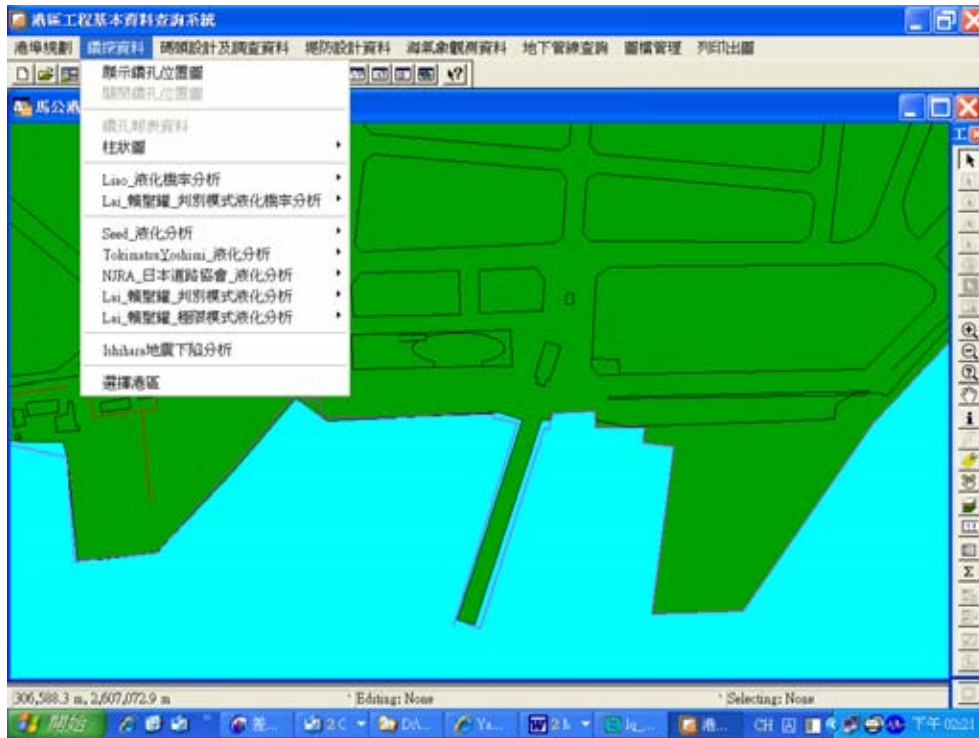 港區工程基本資料查詢系統
港埠規劃 鑽探資料 碼頭設計及調查資料 堤防設計資料 海氣象觀測資料 地下管線查詢 圖檔管理 列印出圖
顯示鑽孔位置圖
關閉鑽孔位置圖
馬公港
鑽孔報表資料
柱狀圖
Liao_液化機率分析
Lai_賴聖耀_判別模式液化機率分析
Seed_液化分析
TokimatsuYoshimi_液化分析
NJRA_日本道路協會_液化分析
Lai_賴聖耀_判別模式液化分析
Lai_賴聖耀_極限模式液化分析
Ishihara地震下陷分析
選擇港區
306,588.3 m, 2,607,072.9 m Editing: None Selecting: None
開始 2 C D:\ Ya... 2 h lq_... 港... CH 下午 02:21